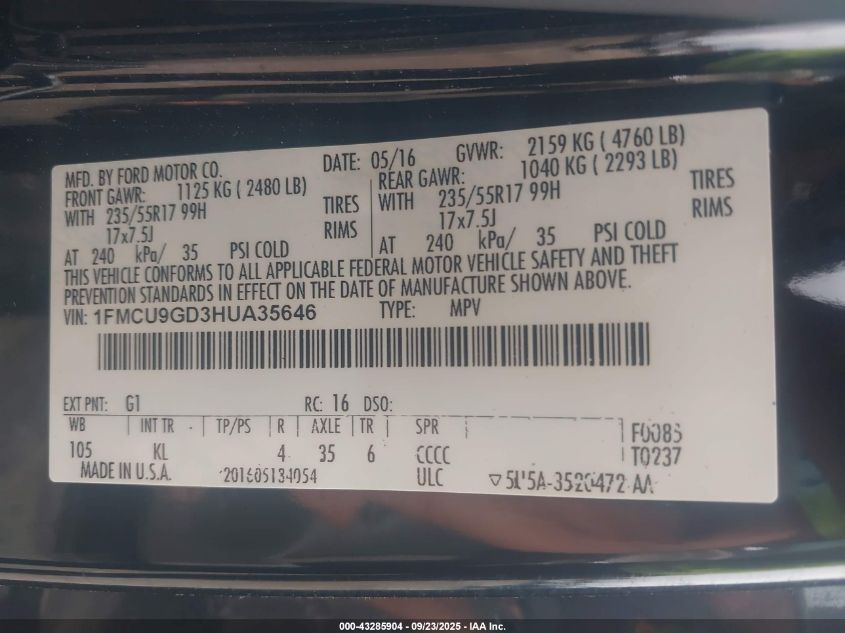 MFD. BY FORD MOTOR CO. DATE: 05/16 GVWR: 2159 KG ( 4760 LB)
FRONT GAWR: 1125 KG ( 2480 LB) REAR GAWR: 1040 KG ( 2293 LB)
WITH 235/55R17 99H TIRES WITH 235/55R17 99H TIRES
17x7.5J RIMS 17x7.5J RIMS
AT 240 kPa/ 35 PSI COLD AT 240 kPa/ 35 PSI COLD
THIS VEHICLE CONFORMS TO ALL APPLICABLE FEDERAL MOTOR VEHICLE SAFETY AND THEFT
PREVENTION STANDARDS IN EFFECT ON THE DATE OF MANUFACTURE SHOWN ABOVE.
VIN: 1FMCU9GD3HUA35646 TYPE: MPV
EXT PNT: G1 RC: 16 DSO:
WB INT TR TP/PS R AXLE TR SPR F0085
105 KL 4 35 6 CCCC T0237
MADE IN U.S.A. 201605134054 ULC
000-43285904 - 09/23/2025 - IAA Inc.